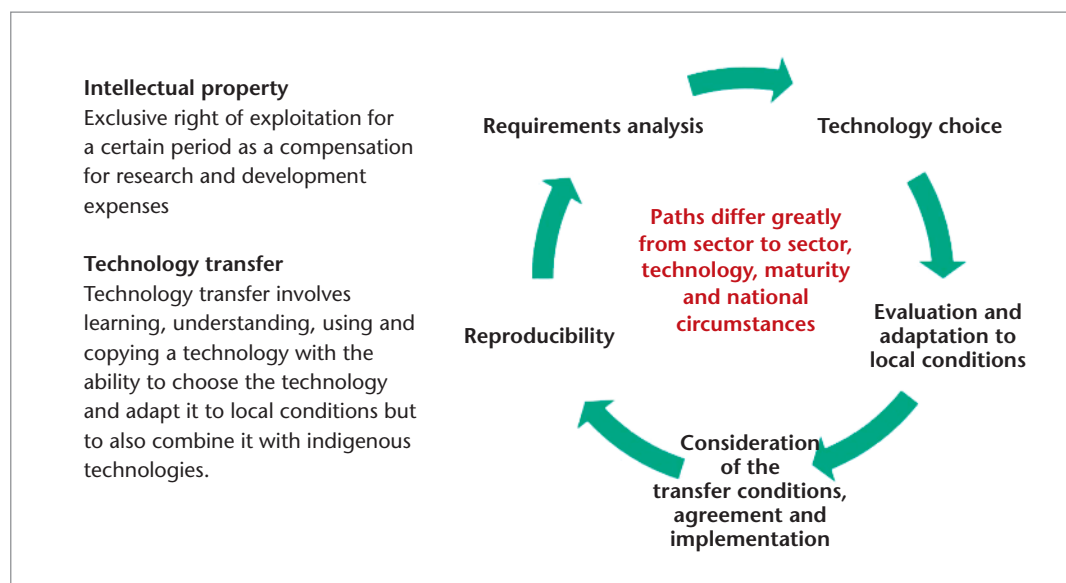 Intellectual property
Exclusive right of exploitation for
a certain period as a compensation
for research and development
expenses
Technology transfer
Technology transfer involves
learning, understanding, using and
copying a technology with the
ability to choose the technology
and adapt it to local conditions but
to also combine it with indigenous
technologies.
Requirements analysis
Technology choice
Evaluation and
adaptation to
local conditions
Consideration
of the
transfer conditions,
agreement and
implementation
Reproducibility
Paths differ greatly
from sector to sector,
technology, maturity
and national
circumstances